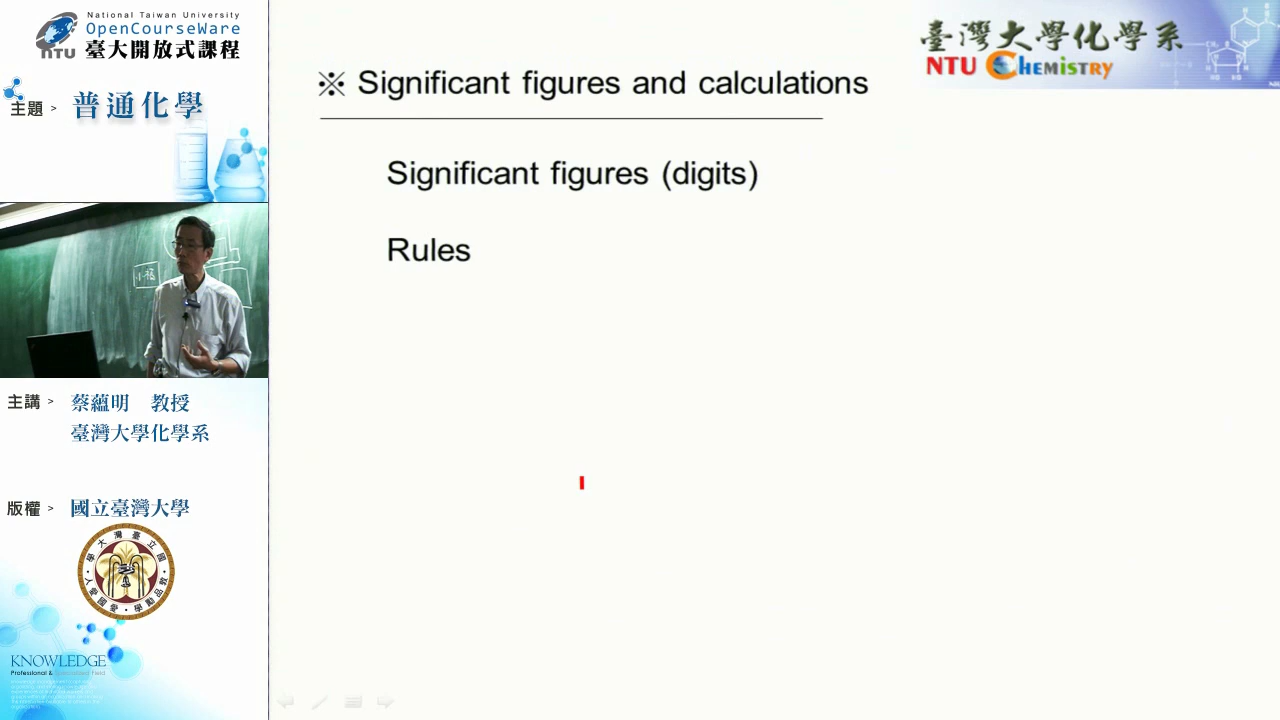 National Taiwan University
OpenCourseWare
NTU 臺大開放式課程
主題 > 普通化學
小福
主講 > 蔡蘊明 教授
臺灣大學化學系
版權 > 國立臺灣大學
KNOWLEDGE
Professional &
臺灣大學化學系
NTU Chemistry
※ Significant figures and calculations
Significant figures (digits)
Rules